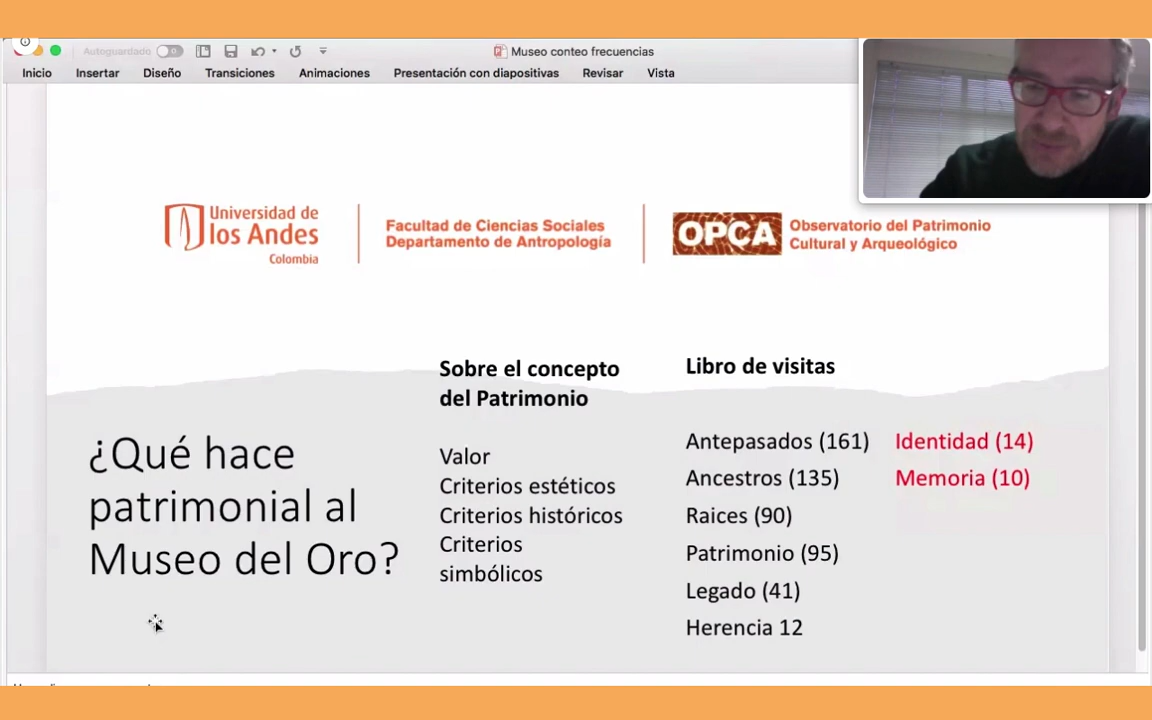 Autoguardado
Museo conteo frecuencias
Inicio Insertar Diseño Transiciones Animaciones Presentación con diapositivas Revisar Vista
Universidad de
los Andes
Colombia
Facultad de Ciencias Sociales
Departamento de Antropología
OPCA
Observatorio del Patrimonio
Cultural y Arqueológico
¿Qué hace
patrimonial al
Museo del Oro?
Sobre el concepto
del Patrimonio
Valor
Criterios estéticos
Criterios históricos
Criterios
simbólicos
Libro de visitas
Antepasados (161)
Ancestros (135)
Raices (90)
Patrimonio (95)
Legado (41)
Herencia 12
Identidad (14)
Memoria (10)